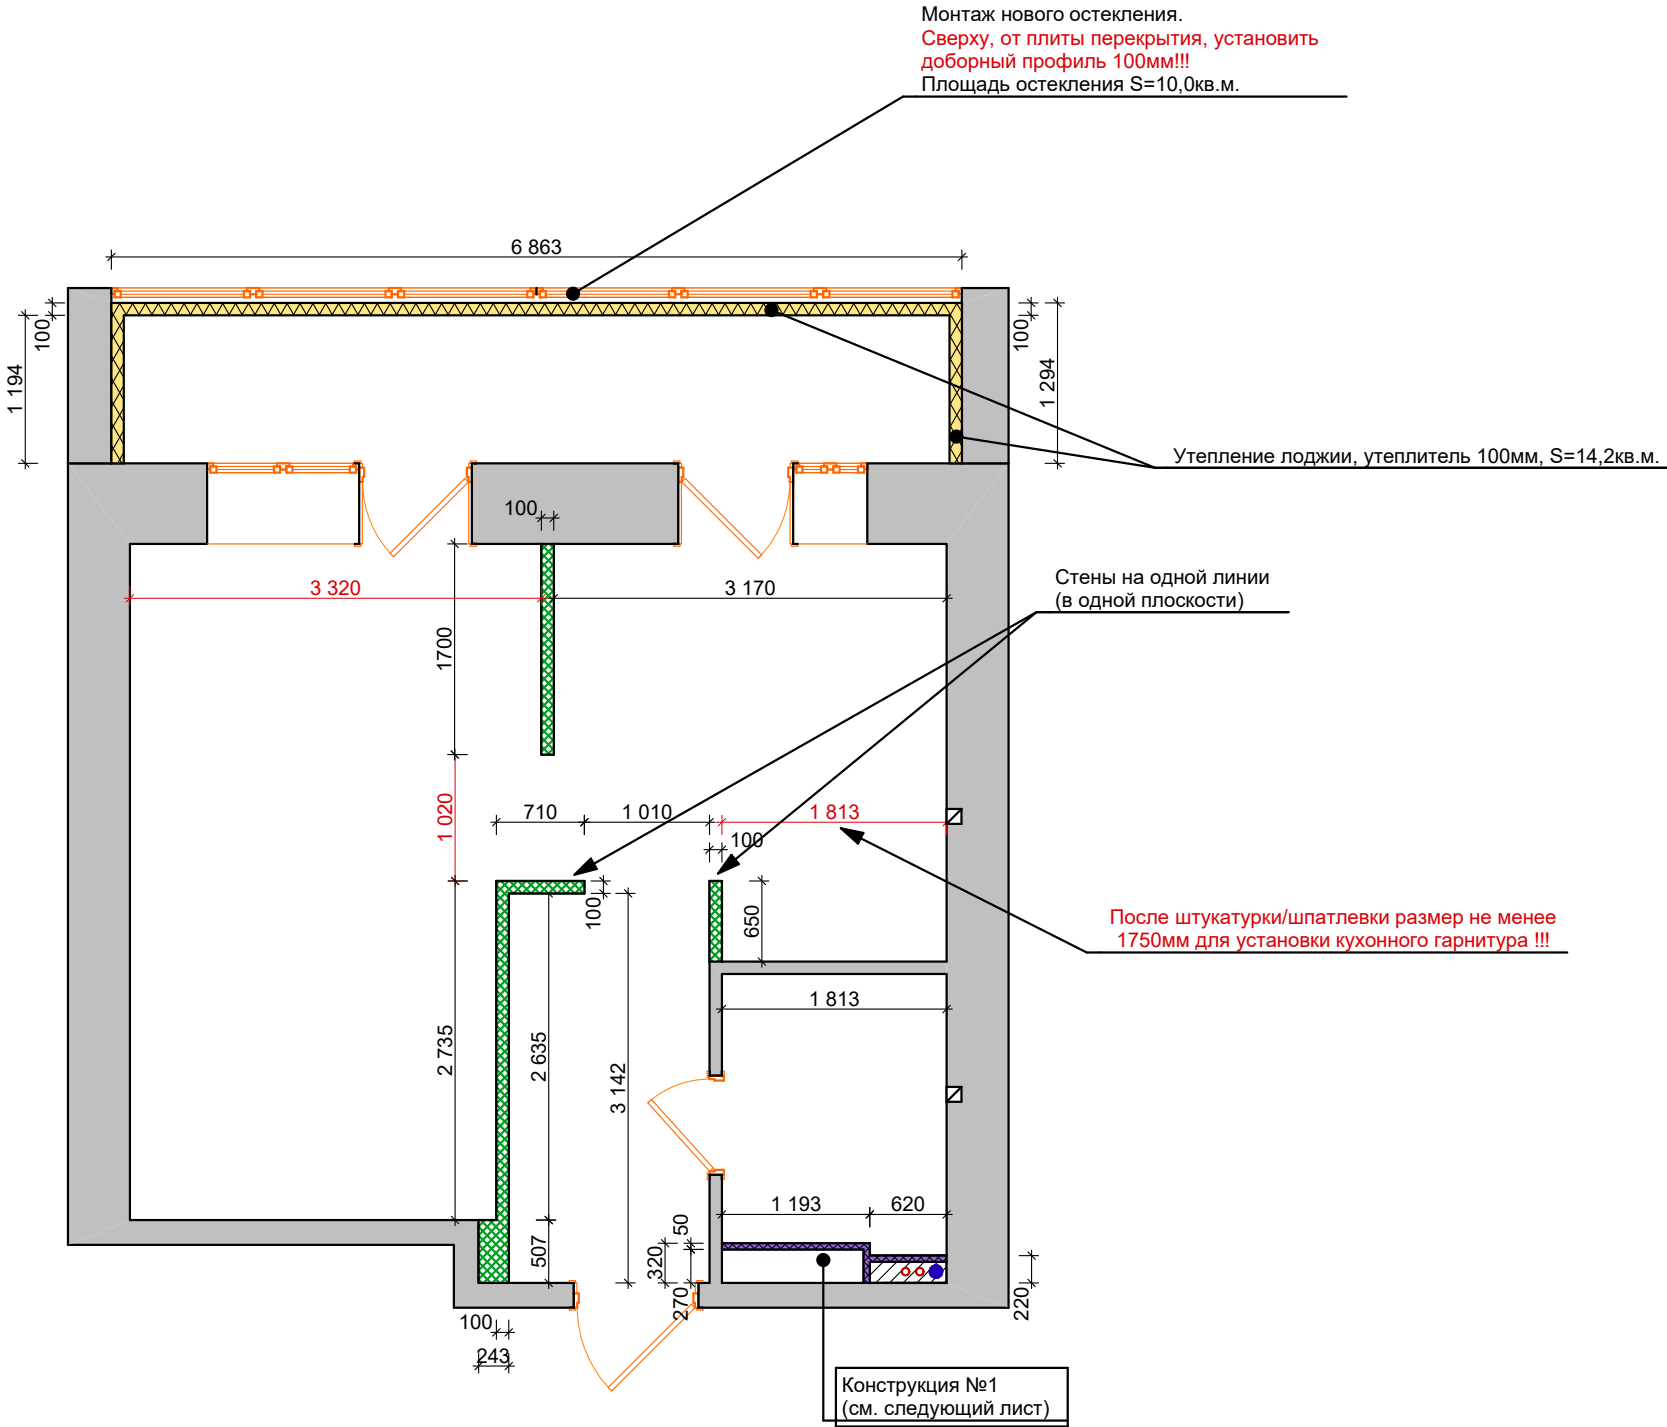 Монтаж нового остекления.
Сверху, от плиты перекрытия, установить
доборный профиль 100мм!!!
Площадь остекления S=10,0кв.м.
6 863
100
1 194
100
1 294
Утепление лоджии, утеплитель 100мм, S=14,2кв.м.
100
Стены на одной линии
(в одной плоскости)
3 320
3 170
1700
1 020
710
1 010
1 813
100
100
650
После штукатурки/шпатлевки размер не менее
1750мм для установки кухонного гарнитура !!!
1 813
2 735
2 635
3 142
1 193
620
50
320
270
507
220
100
243
Конструкция №1
(см. следующий лист)